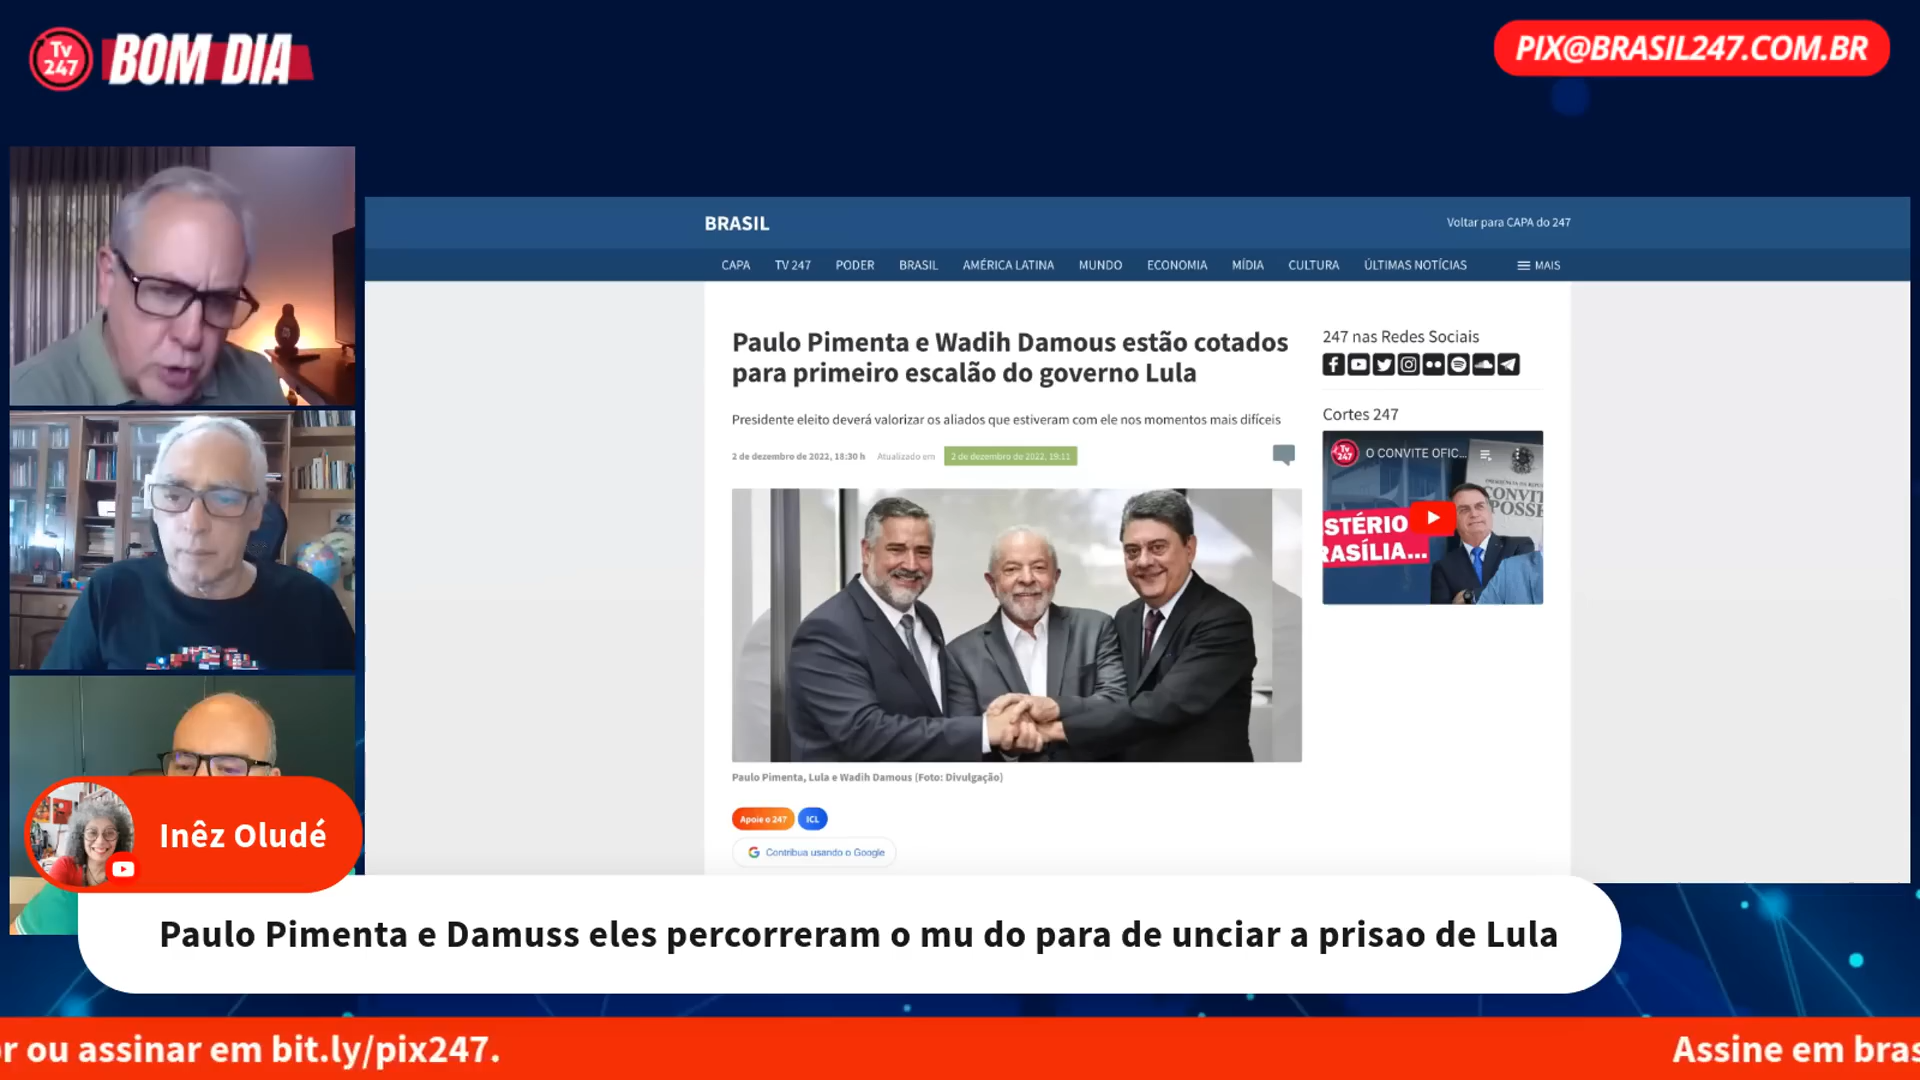 Tv 247 BOM DIA
PIX@BRASIL247.COM.BR
BRASIL
Voltar para CAPA do 247
CAPA TV 247 PODER BRASIL AMÉRICA LATINA MUNDO ECONOMIA MÍDIA CULTURA ÚLTIMAS NOTÍCIAS MAIS
Paulo Pimenta e Wadih Damous estão cotados
para primeiro escalão do governo Lula
Presidente eleito deverá valorizar os aliados que estiveram com ele nos momentos mais difíceis
2 de dezembro de 2022, 18:30 h Atualizado em 2 de dezembro de 2022, 19:11
247 nas Redes Sociais
Cortes 247
Tv 247 O CONVITE OFIC...
CONVIT
POSSE
STÉRIO
RASÍLIA...
Paulo Pimenta, Lula e Wadih Damous (Foto: Divulgação)
Apoie o 247 ICL
Contribua usando o Google
Inêz Oludé
Paulo Pimenta e Damuss eles percorreram o mu do para de unciar a prisao de Lula
or ou assinar em bit.ly/pix247.
Assine em bras